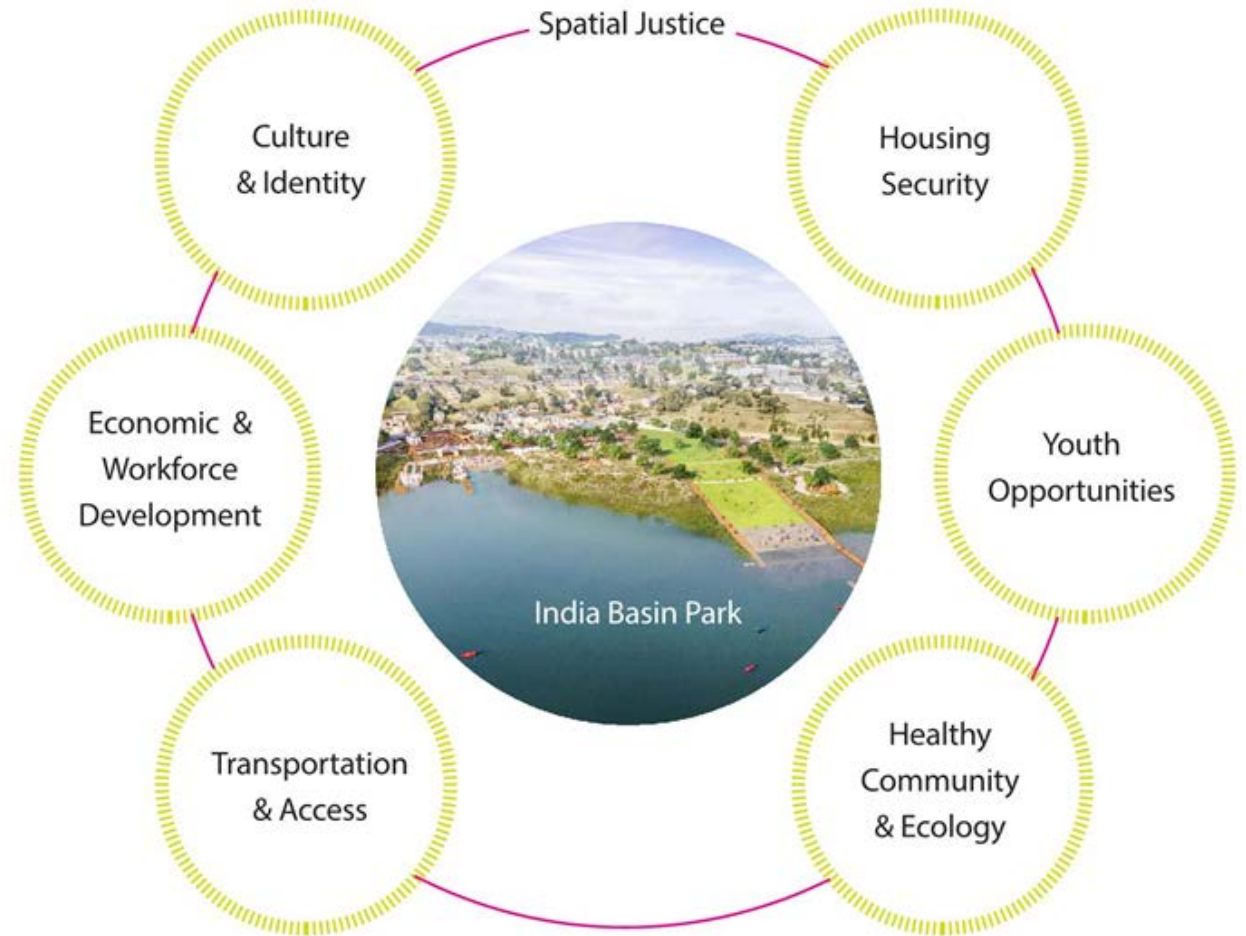 Spatial Justice
Culture
& Identity
Housing
Security
Economic &
Workforce
Development
Youth
Opportunities
India Basin Park
Transportation
& Access
Healthy
Community
& Ecology